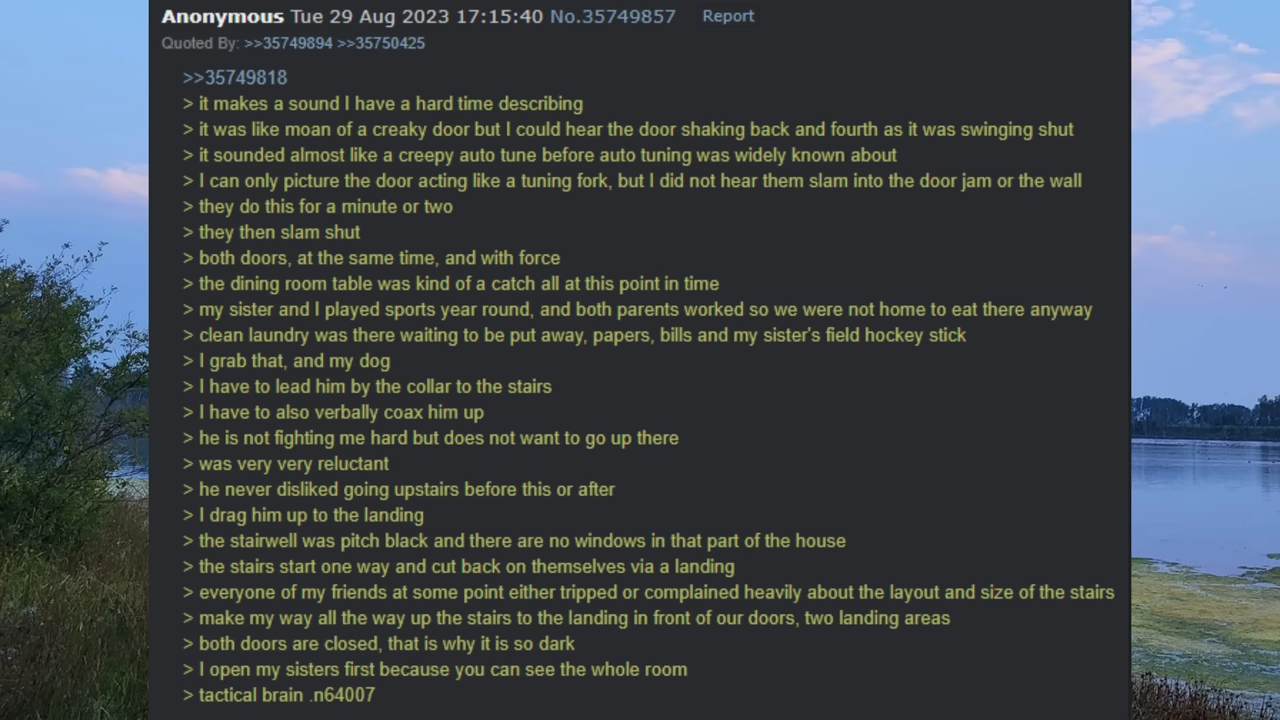 Anonymous Tue 29 Aug 2023 17:15:40 No.35749857 Report
Quoted By: >>35749894 >>35750425
>>35749818
> it makes a sound I have a hard time describing
> it was like moan of a creaky door but I could hear the door shaking back and fourth as it was swinging shut
> it sounded almost like a creepy auto tune before auto tuning was widely known about
> I can only picture the door acting like a tuning fork, but I did not hear them slam into the door jam or the wall
> they do this for a minute or two
> they then slam shut
> both doors, at the same time, and with force
> the dining room table was kind of a catch all at this point in time
> my sister and I played sports year round, and both parents worked so we were not home to eat there anyway
> clean laundry was there waiting to be put away, papers, bills and my sister's field hockey stick
> I grab that, and my dog
> I have to lead him by the collar to the stairs
> I have to also verbally coax him up
> he is not fighting me hard but does not want to go up there
> was very very reluctant
> he never disliked going upstairs before this or after
> I drag him up to the landing
> the stairwell was pitch black and there are no windows in that part of the house
> the stairs start one way and cut back on themselves via a landing
> everyone of my friends at some point either tripped or complained heavily about the layout and size of the stairs
> make my way all the way up the stairs to the landing in front of our doors, two landing areas
> both doors are closed, that is why it is so dark
> I open my sisters first because you can see the whole room
> tactical brain .n64007